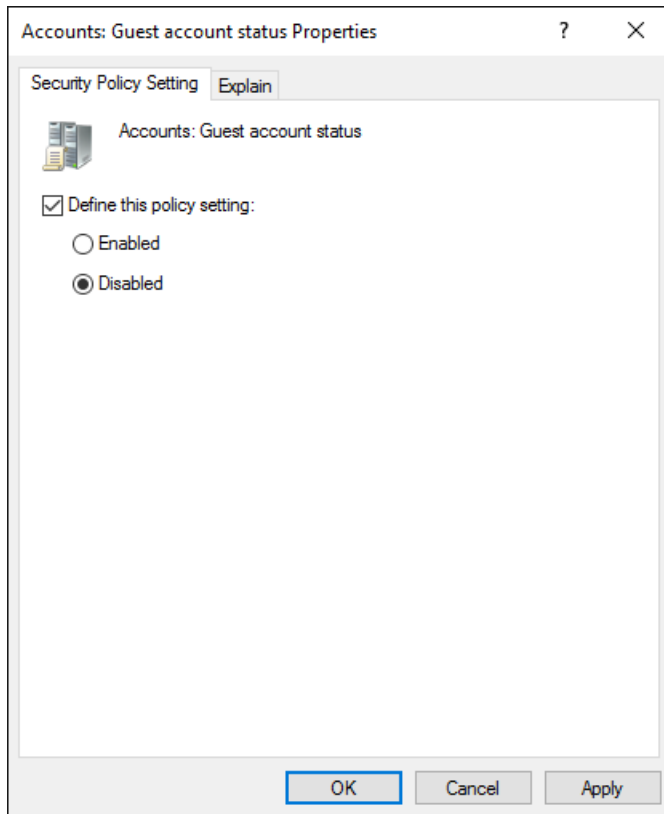 Accounts: Guest account status Properties ?
Security Policy Setting Explain
Accounts: Guest account status
Define this policy setting:
Enabled
Disabled
OK Cancel Apply